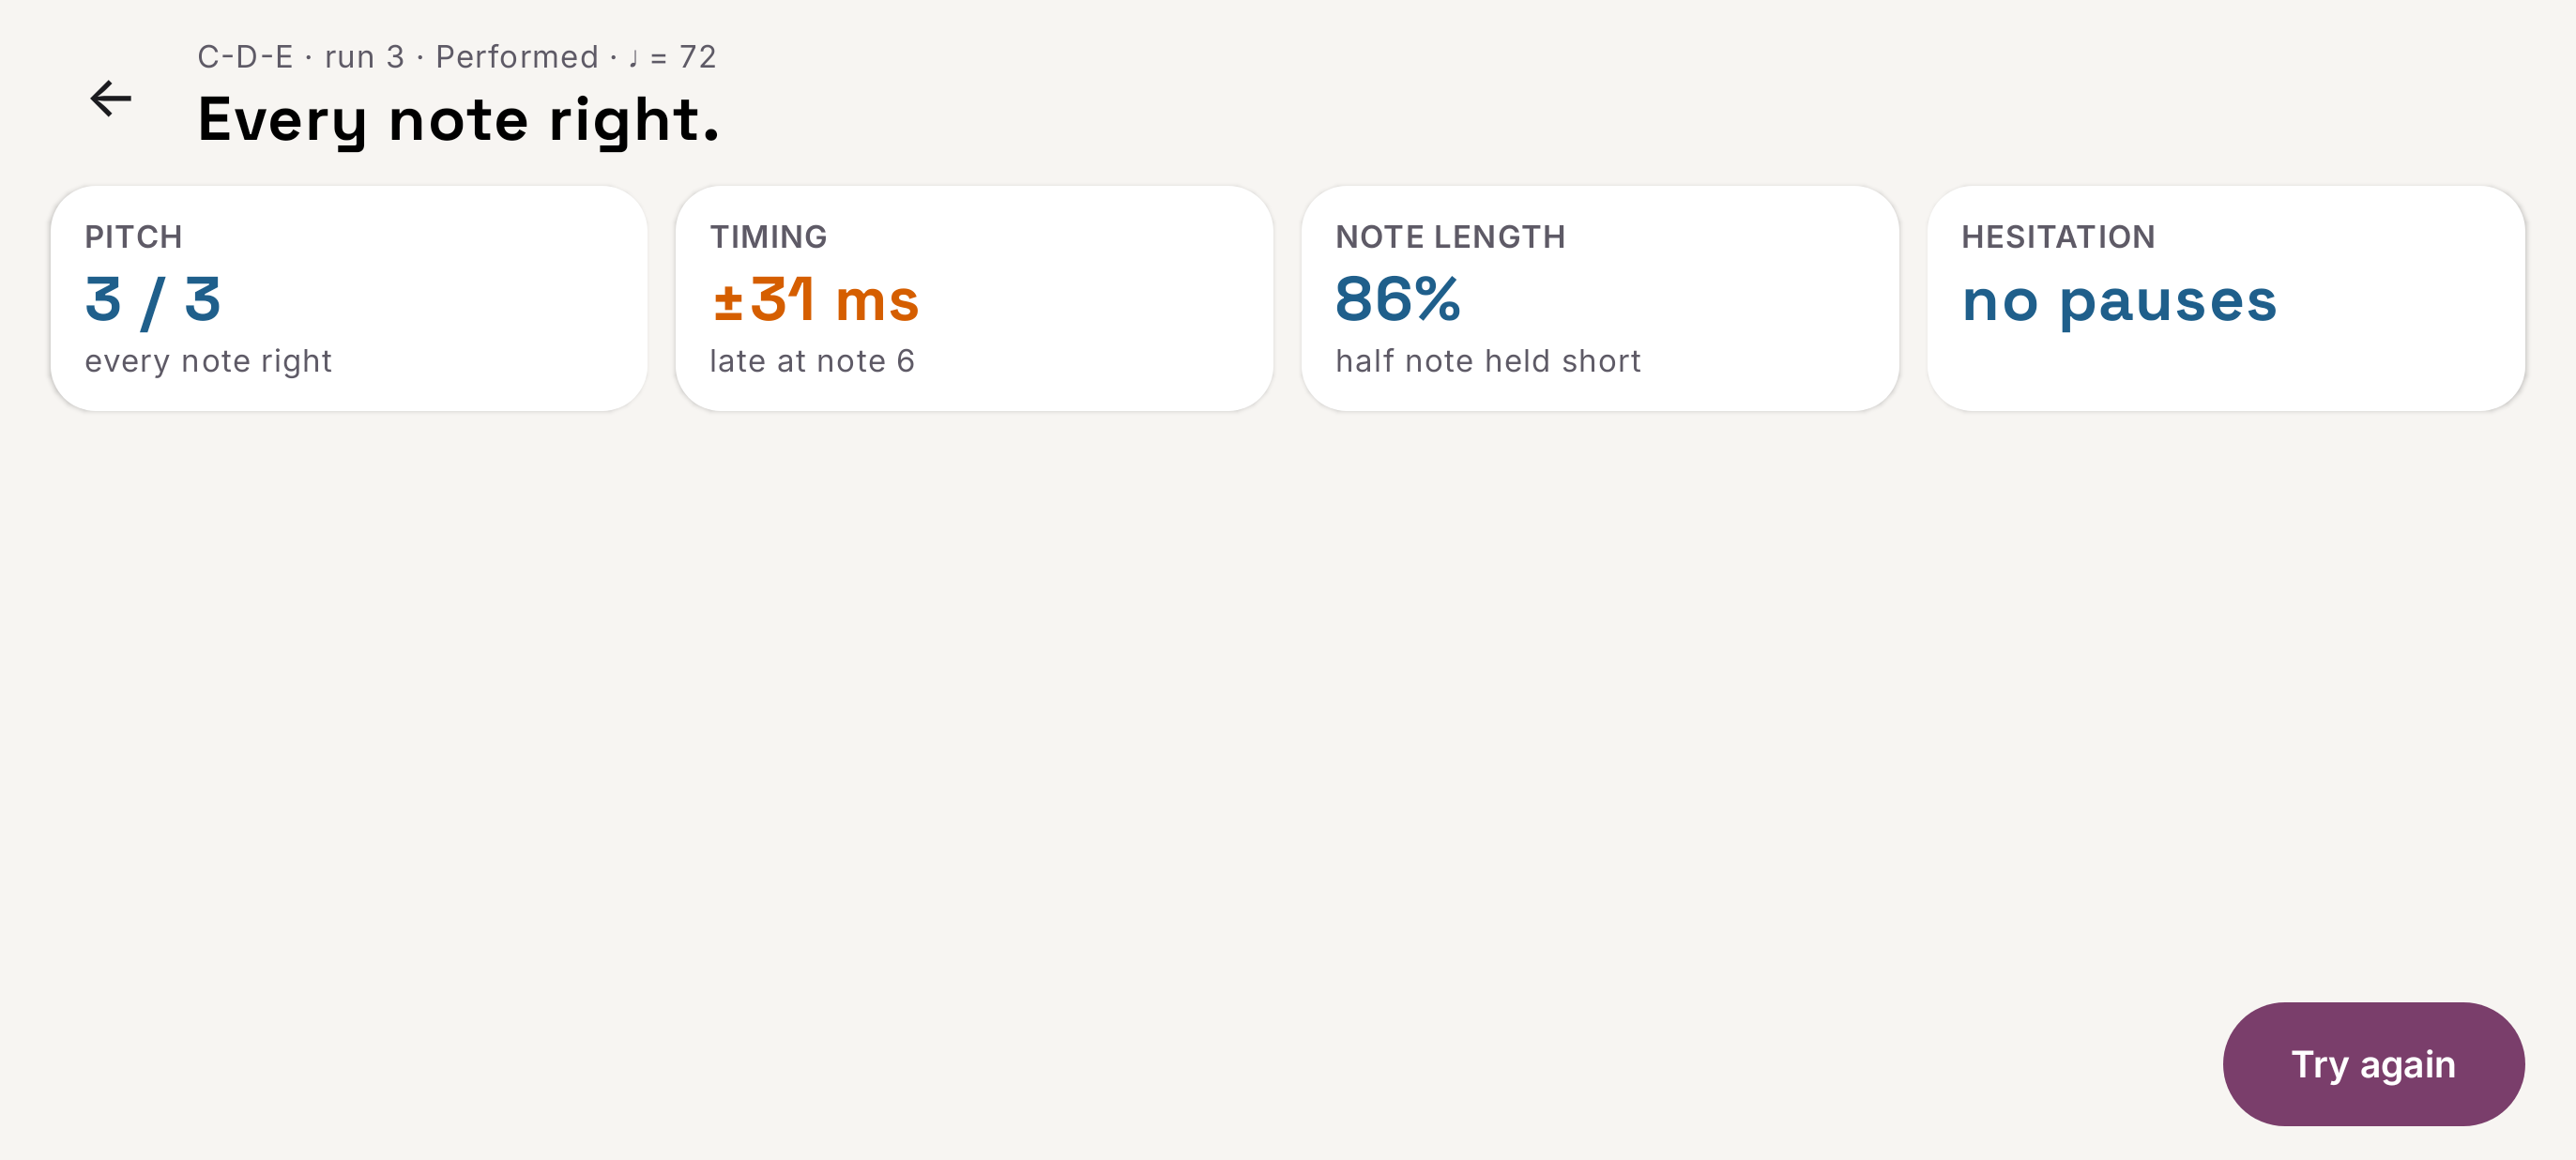 C-D-E · run 3 · Performed · ♩ = 72
Every note right.
PITCH
3 / 3
every note right
TIMING
±31 ms
late at note 6
NOTE LENGTH
86%
half note held short
HESITATION
no pauses
Try again